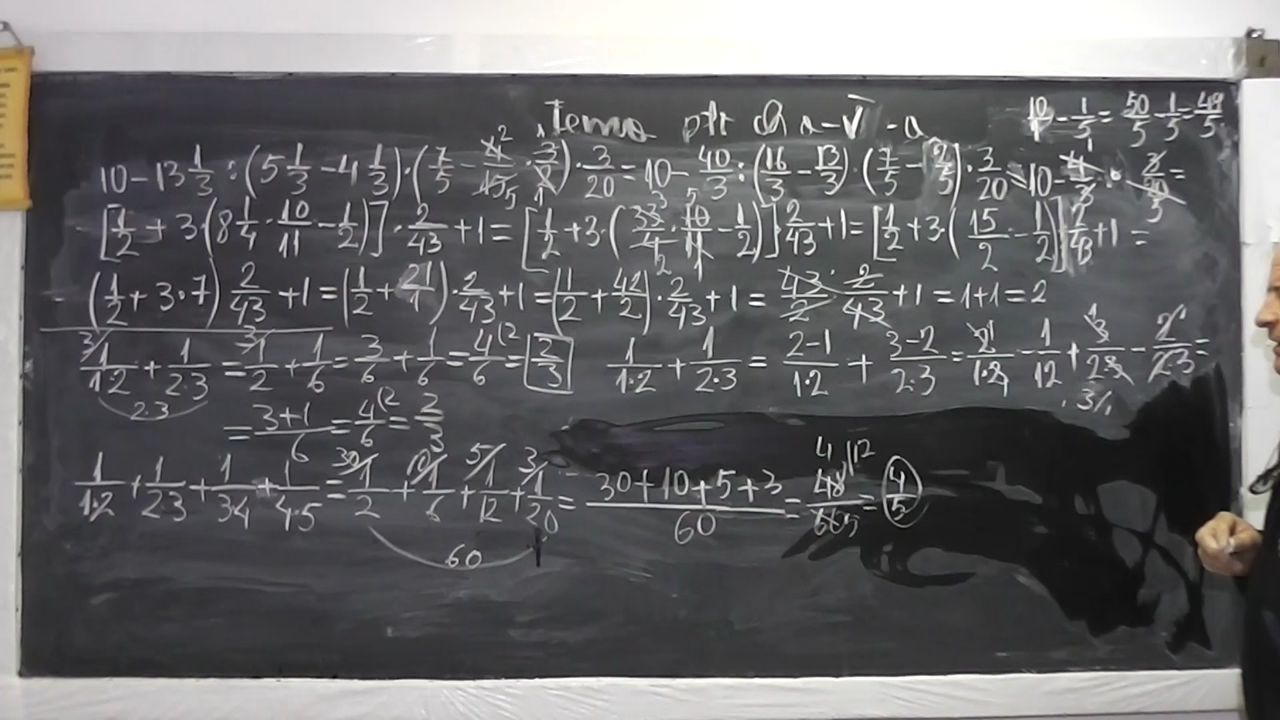 Tema ptr cls a-V-a
10/1 - 1/5 = 50/5 - 1/5 = 49/5
10 - 13 1/3 : (5 1/3 - 4 1/3) · (7/5 - 4/15 · 3/2) · 3/20 = 10 - 40/3 : (16/3 - 13/3) · (7/5 - 2/5) · 3/20 =
[1/2 + 3 · (8 1/4 · 10/11 - 1/2)] · 2/43 + 1 = [1/2 + 3 · (33/4 · 10/11 - 1/2)] · 2/43 + 1 = [1/2 + 3 · (15/2 - 1/2)] · 2/43 + 1 =
(1/2 + 3 · 7) 2/43 + 1 = (1/2 + 21/1) · 2/43 + 1 = (1/2 + 42/2) · 2/43 + 1 = 43/2 · 2/43 + 1 = 1 + 1 = 2
1/1·2 + 1/2·3 = 1/2 + 1/6 = 3/6 + 1/6 = 4/6 = 2/3 1/1·2 + 1/2·3 = 2-1/1·2 + 3-2/2·3 =
2·3
= 3+1/6 = 4/6 = 2/3
1/1·2 + 1/2·3 + 1/3·4 + 1/4·5 = 1/2 + 1/6 + 1/12 + 1/20 = 30+10+5+3/60 = 48/60 = 4/5
60